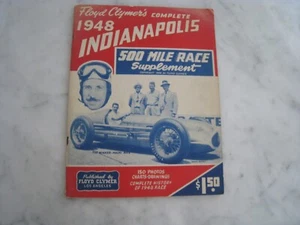 Floyd Clymer's COMPLETE
1948
INDIANAPOLIS
500 MILE RACE
Supplement
150 PHOTOS
CHARTS-DRAWINGS
COMPLETE HISTORY
OF 1948 RACE
Published by
FLOYD CLYMER
LOS ANGELES
$1.50